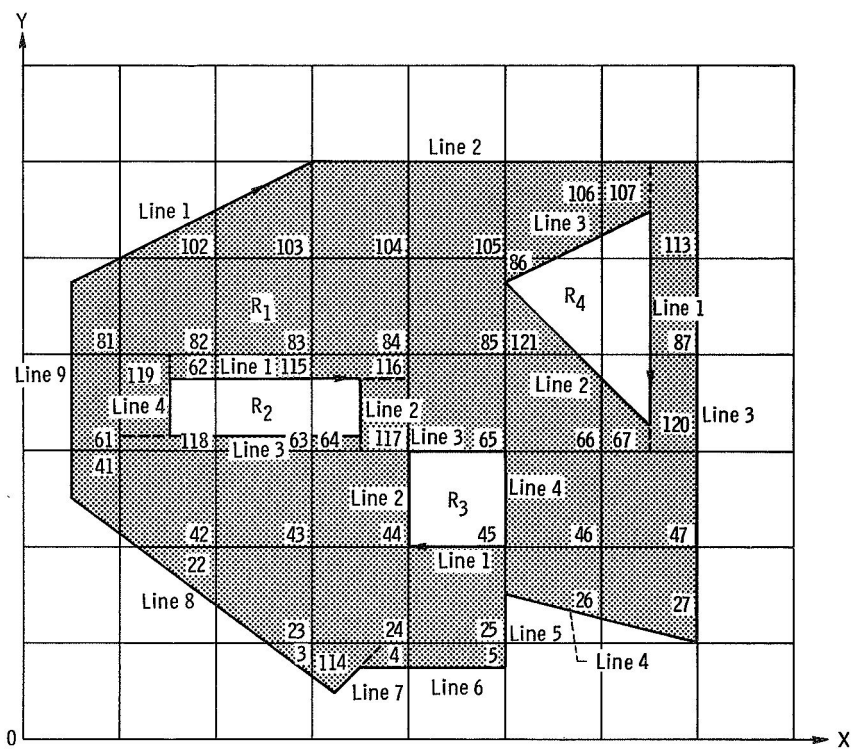 Y
Line 2
106 107
Line 1
Line 3
102 103 104 105 113
86
R1
R4
Line 1
81 82 83 84 85 121 87
Line 9
119 62 Line 1 115 116
Line 2
Line 4 R2 Line 2
120 Line 3
61 118 63 64 117 Line 3 65 66 67
Line 3
41
Line 2 R3 Line 4
42 43 44 45 46 47
22 Line 1
Line 8 26 27
23 24 25 Line 5
3 114 4 5
Line 4
Line 7 Line 6
0 X